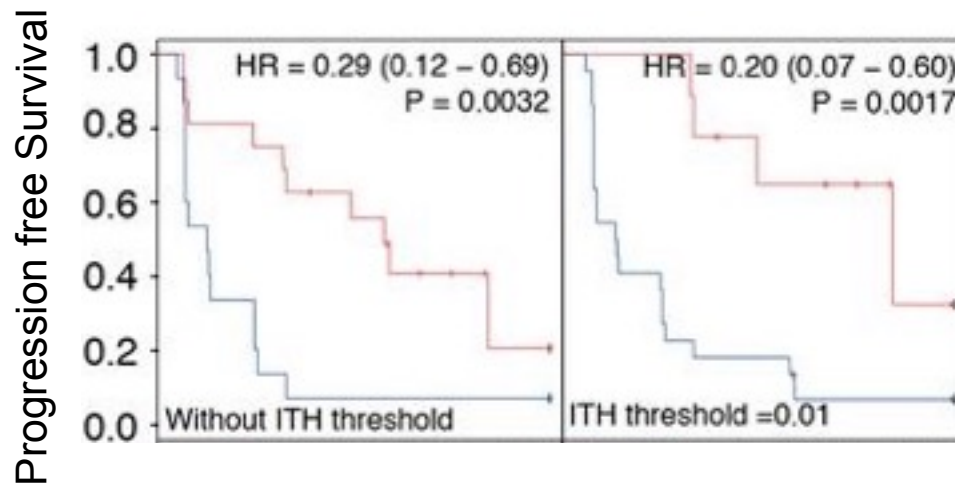 Progression free Survival
1.0
0.8
0.6
0.4
0.2
0.0
HR = 0.29 (0.12 – 0.69)
P = 0.0032
Without ITH threshold
HR = 0.20 (0.07 – 0.60)
P = 0.0017
ITH threshold =0.01